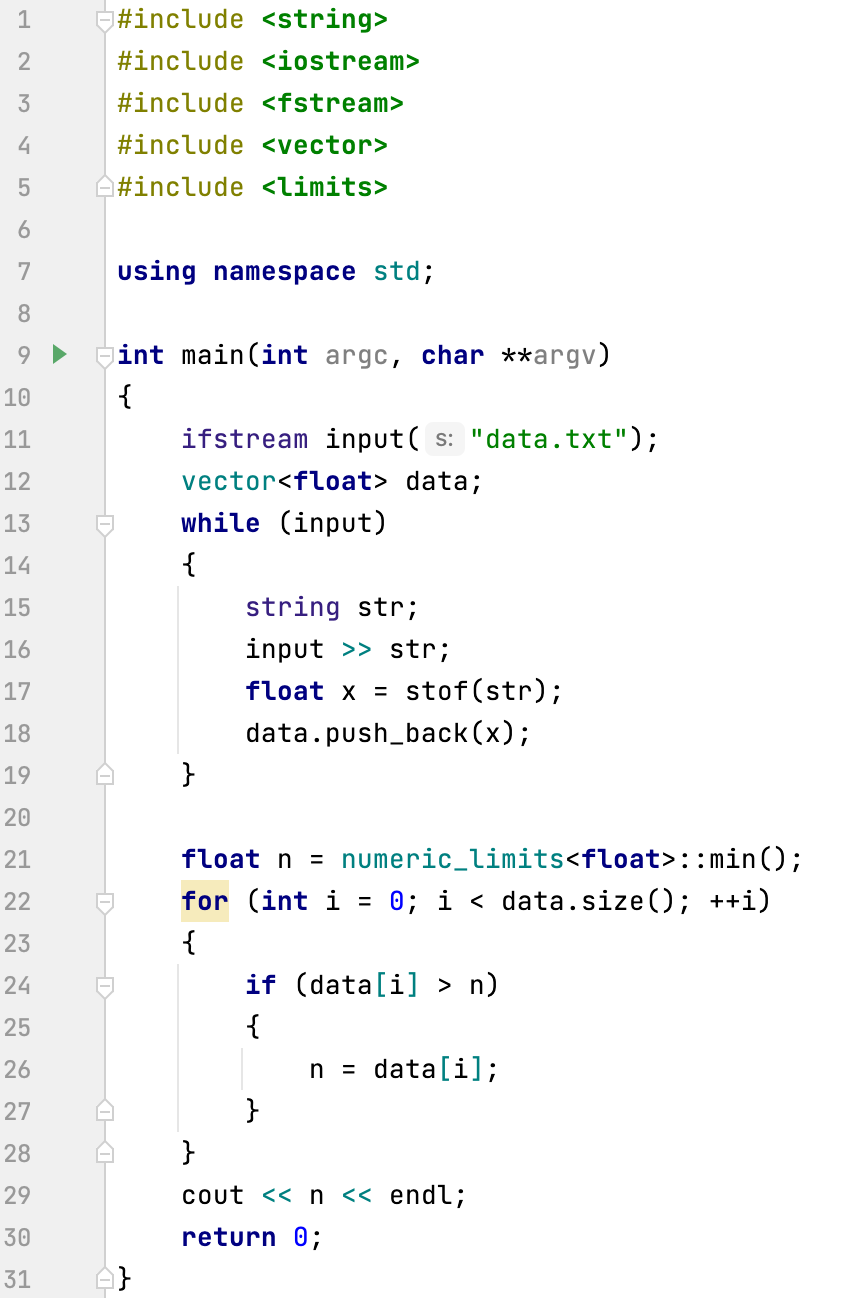 1 #include <string>
2 #include <iostream>
3 #include <fstream>
4 #include <vector>
5 #include <limits>
6
7 using namespace std;
8
9 int main(int argc, char **argv)
10 {
11     ifstream input( s: "data.txt");
12     vector<float> data;
13     while (input)
14     {
15         string str;
16         input >> str;
17         float x = stof(str);
18         data.push_back(x);
19     }
20
21     float n = numeric_limits<float>::min();
22     for (int i = 0; i < data.size(); ++i)
23     {
24         if (data[i] > n)
25         {
26             n = data[i];
27         }
28     }
29     cout << n << endl;
30     return 0;
31 }